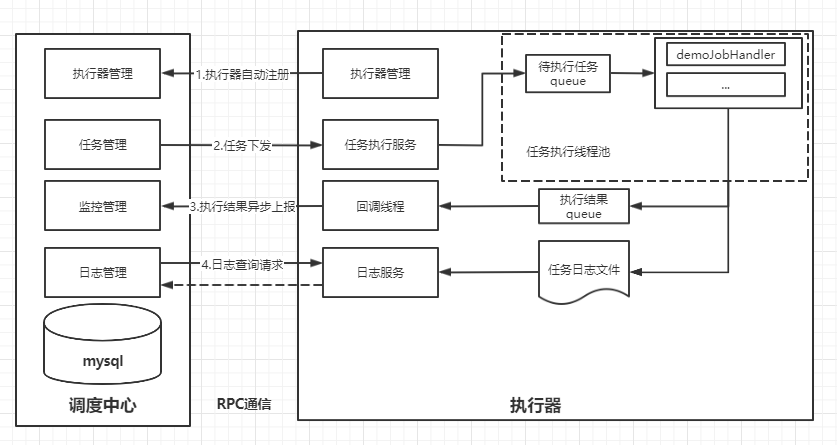 执行器管理
1.执行器自动注册
执行器管理
待执行任务
queue
demoJobHandler
...
任务管理
2.任务下发
任务执行服务
任务执行线程池
监控管理
3.执行结果异步上报
回调线程
执行结果
queue
日志管理
4.日志查询请求
日志服务
任务日志文件
mysql
调度中心
RPC通信
执行器